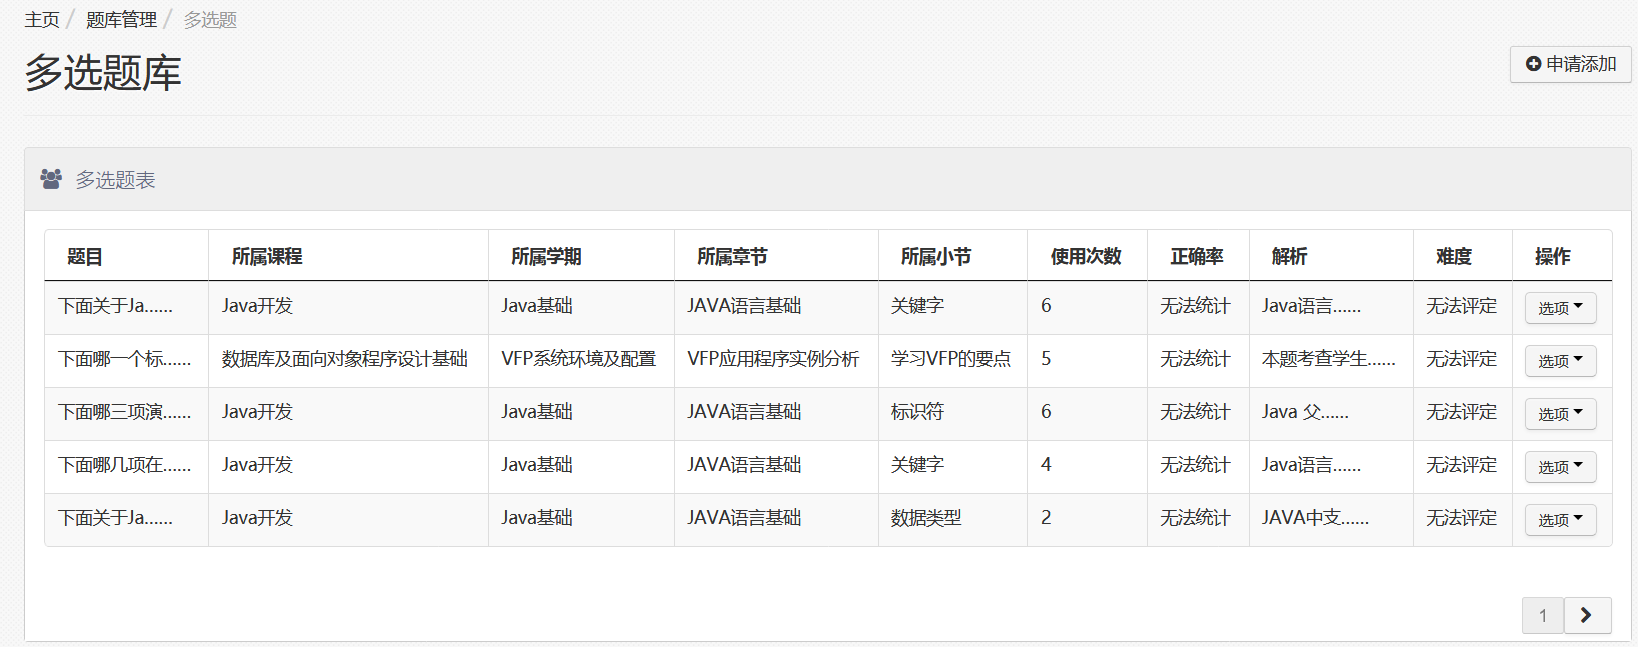 主页 / 题库管理 / 多选题
多选题库
申请添加
多选题表
题目 所属课程 所属学期 所属章节 所属小节 使用次数 正确率 解析 难度 操作
下面关于Ja...... Java开发 Java基础 JAVA语言基础 关键字 6 无法统计 Java语言...... 无法评定 选项
下面哪一个标...... 数据库及面向对象程序设计基础 VFP系统环境及配置 VFP应用程序实例分析 学习VFP的要点 5 无法统计 本题考查学生...... 无法评定 选项
下面哪三项演...... Java开发 Java基础 JAVA语言基础 标识符 6 无法统计 Java 父...... 无法评定 选项
下面哪几项在...... Java开发 Java基础 JAVA语言基础 关键字 4 无法统计 Java语言...... 无法评定 选项
下面关于Ja...... Java开发 Java基础 JAVA语言基础 数据类型 2 无法统计 JAVA中支...... 无法评定 选项
1